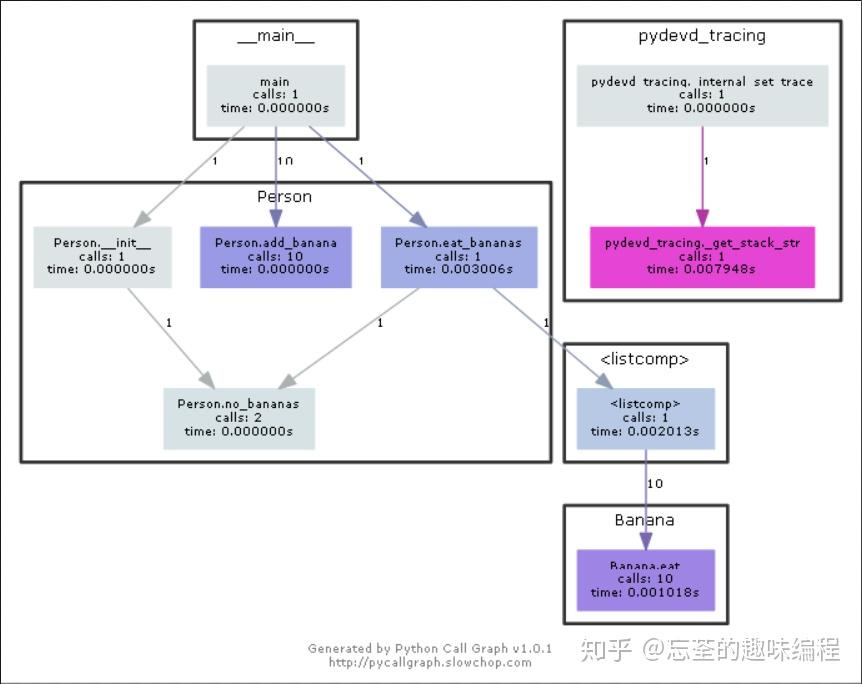 __main__
main
calls: 1
time: 0.000000s
pydevd_tracing
pydevd_tracing._internal_set_trace
calls: 1
time: 0.000000s
1
10
1
1
Person
Person.__init__
calls: 1
time: 0.000000s
Person.add_banana
calls: 10
time: 0.000000s
Person.eat_bananas
calls: 1
time: 0.003006s
pydevd_tracing._get_stack_str
calls: 1
time: 0.007948s
1
1
1
Person.no_bananas
calls: 2
time: 0.000000s
<listcomp>
<listcomp>
calls: 1
time: 0.002013s
10
Banana
Banana.eat
calls: 10
time: 0.001018s
Generated by Python Call Graph v1.0.1
http://pycallgraph.slowchop.com
知乎 @忘荃的趣味编程